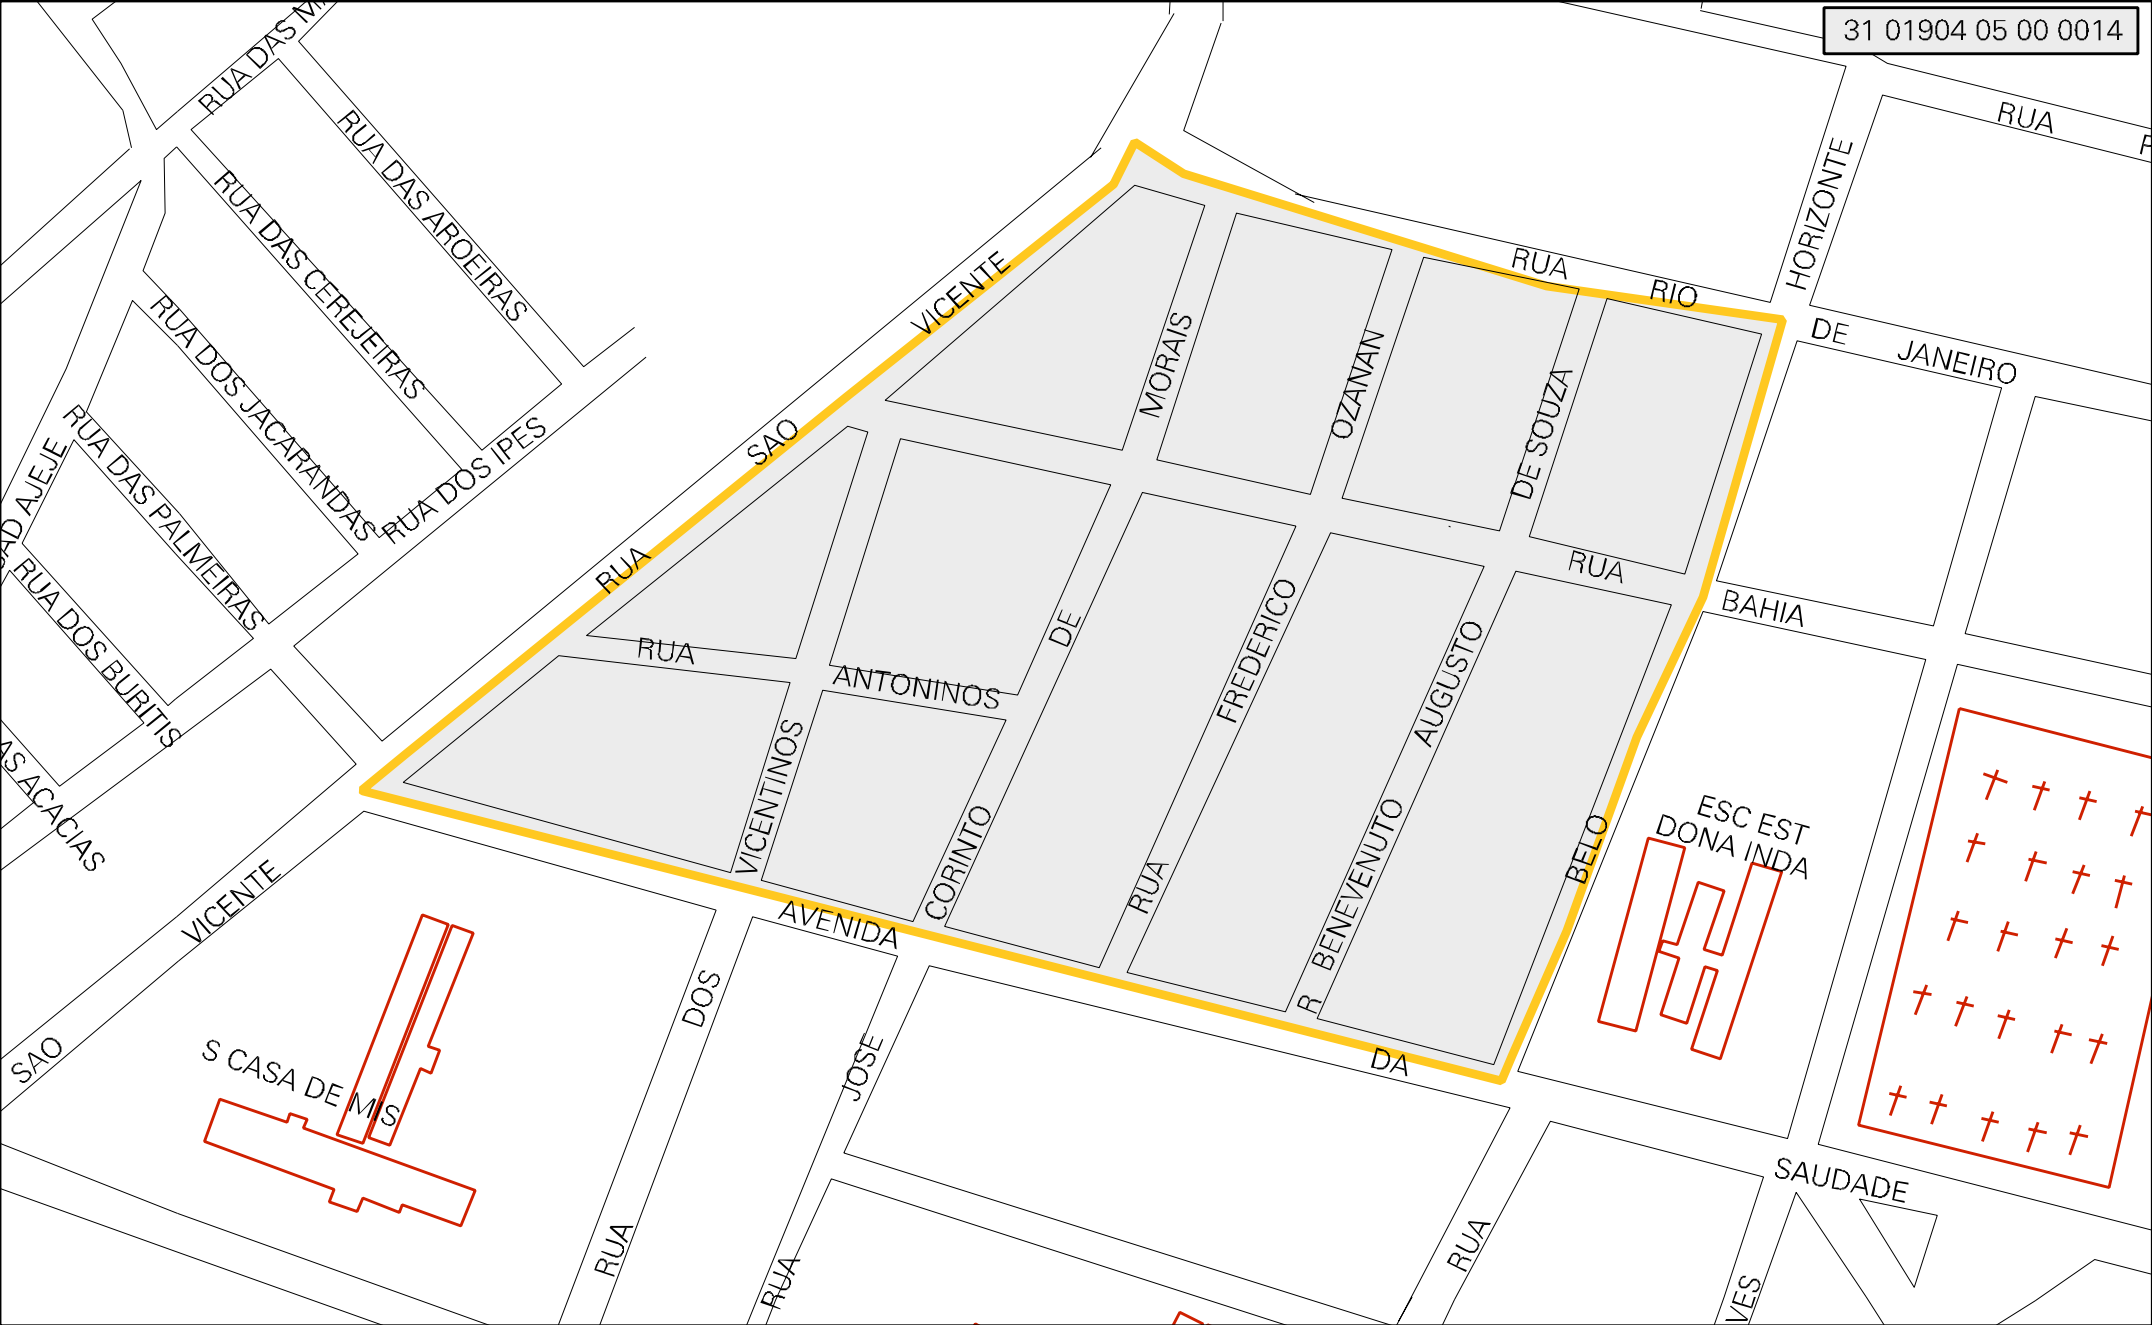 31 01904 05 00 0014
RUA DAS
RUA
RUA DAS AROEIRAS
RUA DAS CEREJEIRAS
RUA DOS JACARANDAS
RUA DAS PALMEIRAS
RUA DOS BURITIS
AS ACACIAS
RUA DOS IPES
AD AJEJE
HORIZONTE
RUA
RIO
DE
JANEIRO
VICENTE
SAO
RUA
MORAIS
OZANAN
DE SOUZA
RUA
BAHIA
RUA
ANTONINOS
DE
FREDERICO
AUGUSTO
VICENTINOS
CORINTO
RUA
BENEVENUTO
R
BELO
ESC EST
DONA INDA
VICENTE
SAO
AVENIDA
DA
SAUDADE
DOS
JOSE
S CASA DE MIS
RUA
RUA
RUA
VES